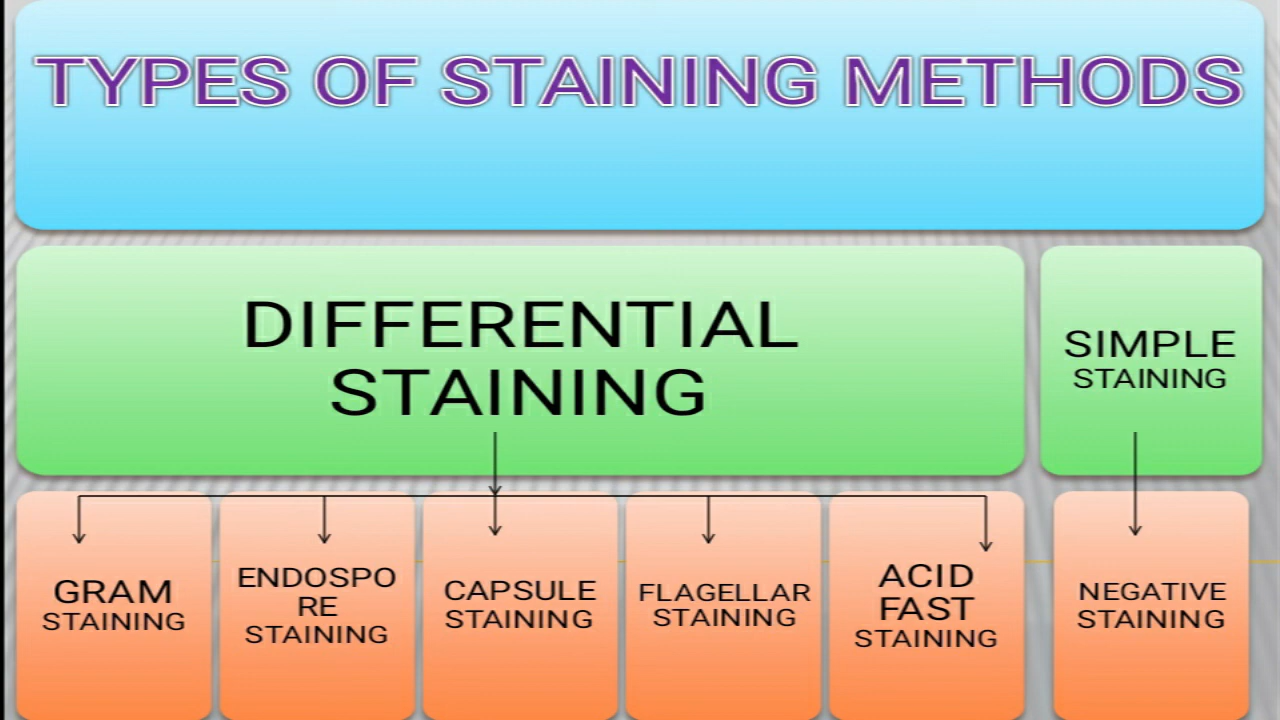 TYPES OF STAINING METHODS
DIFFERENTIAL
STAINING
SIMPLE
STAINING
GRAM
STAINING
ENDOSPO
RE
STAINING
CAPSULE
STAINING
FLAGELLAR
STAINING
ACID
FAST
STAINING
NEGATIVE
STAINING